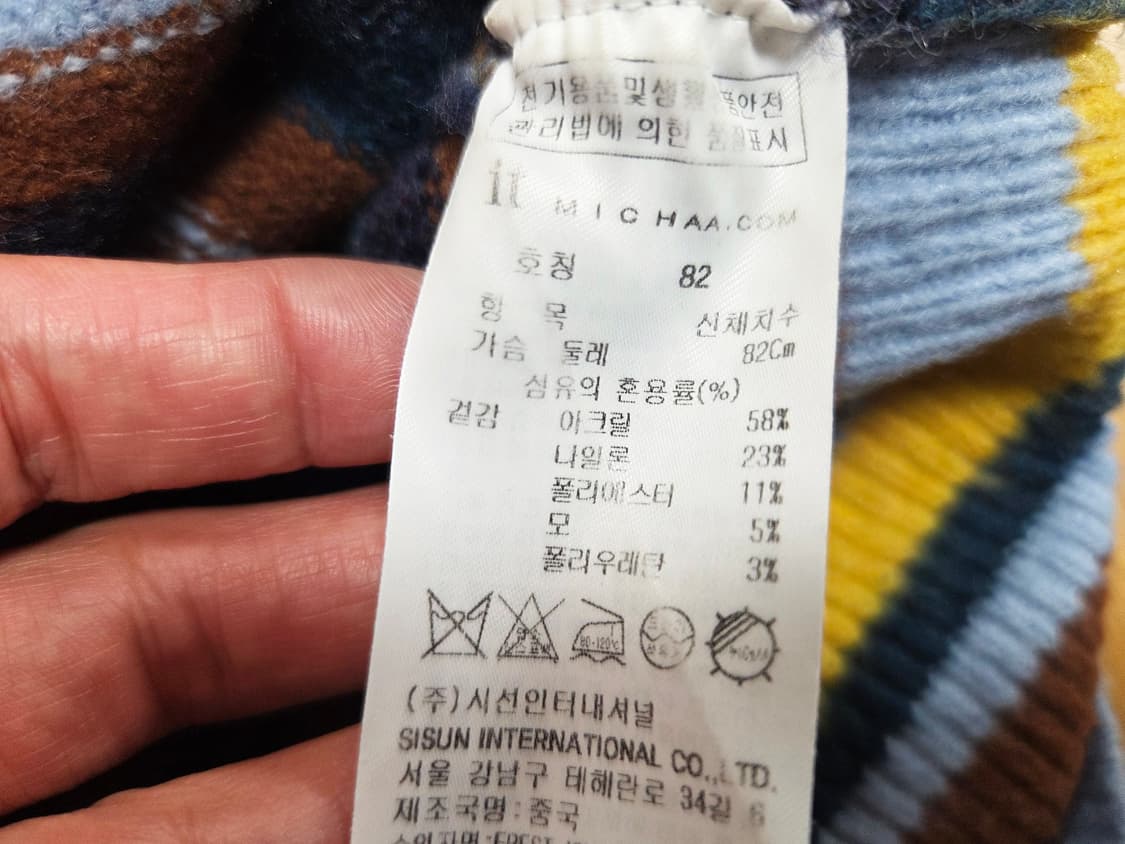 전기용품 및 생활용품안전
관리법에 의한 품질표시
it MICHAA.COM
호칭 82
항 목 신체치수
가슴 둘레 82Cm
섬유의 혼용률(%)
겉감 아크릴 58%
나일론 23%
폴리에스터 11%
모 5%
폴리우레탄 3%
80-120℃
(주)시선인터내셔널
SISUN INTERNATIONAL CO.,LTD.
서울 강남구 테헤란로 34길 6
제조국명:중국